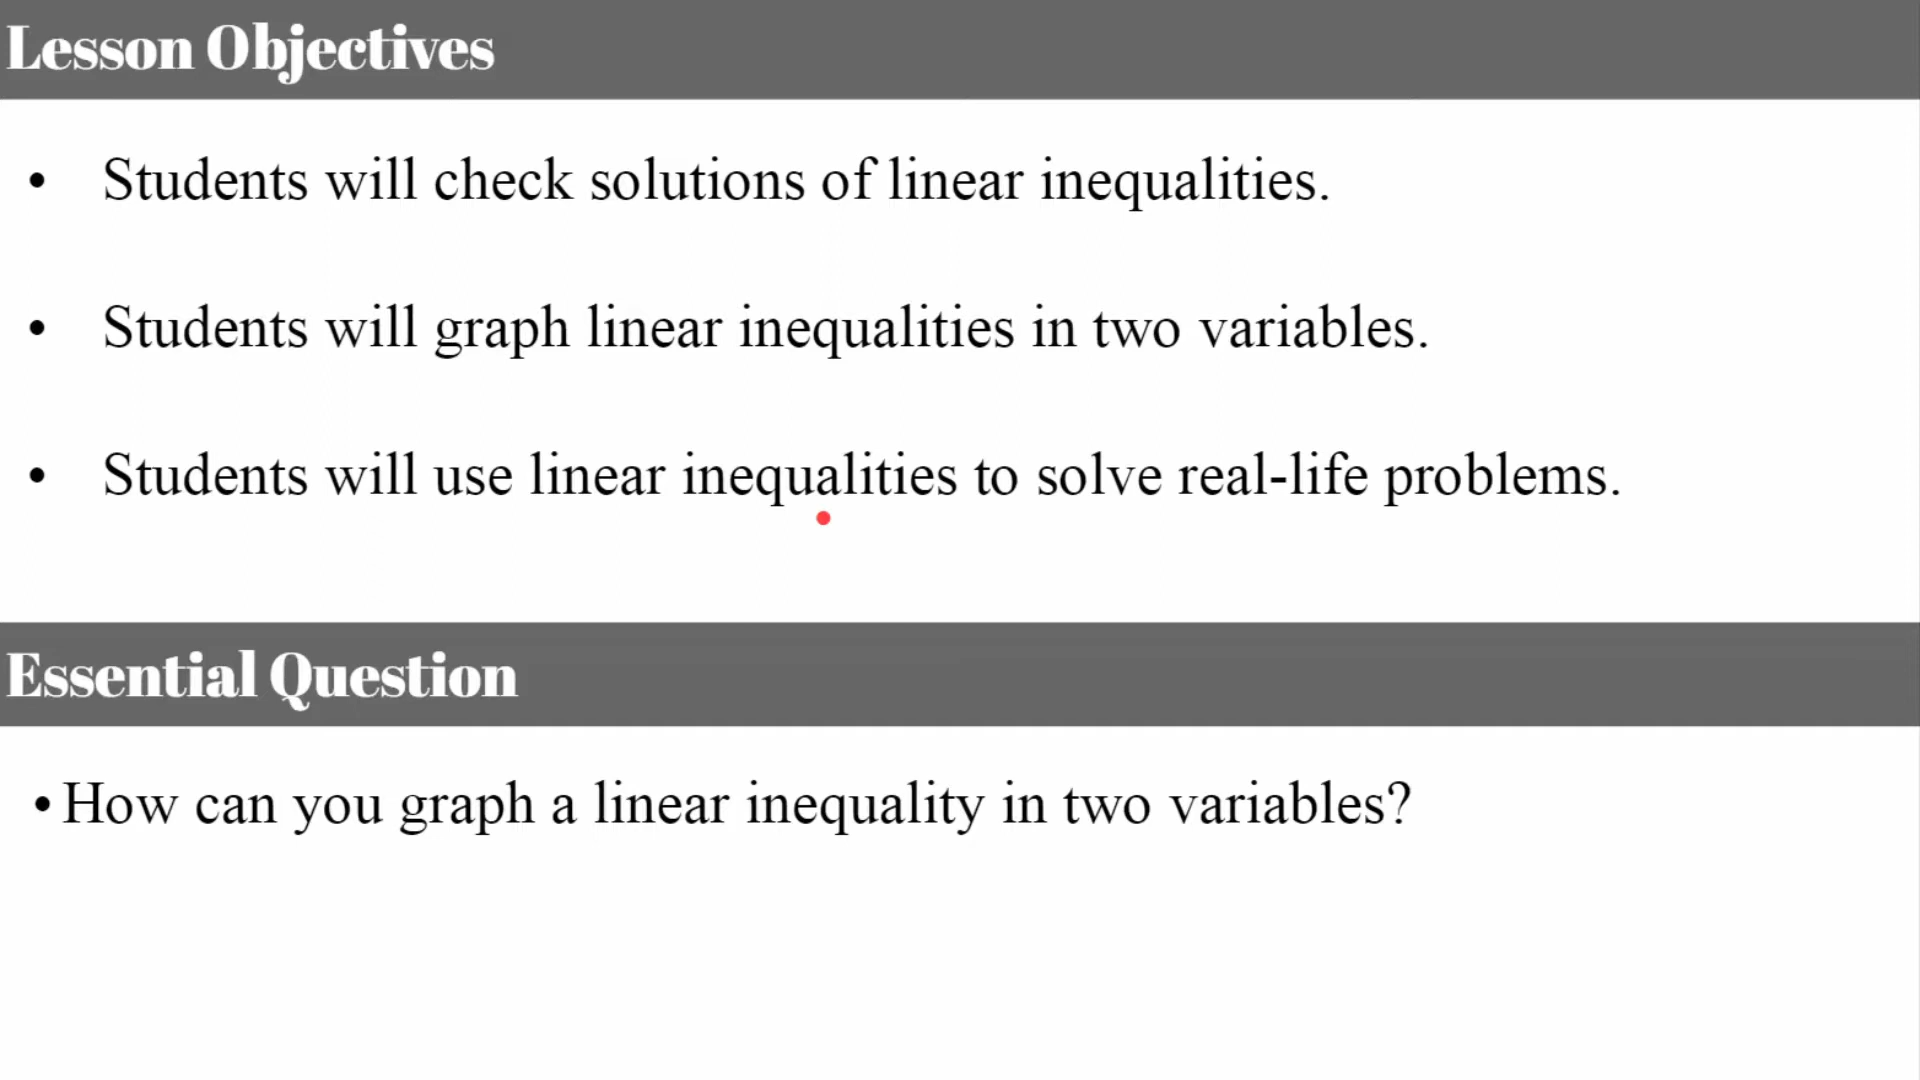 Lesson Objectives
• Students will check solutions of linear inequalities.
• Students will graph linear inequalities in two variables.
• Students will use linear inequalities to solve real-life problems.
Essential Question
• How can you graph a linear inequality in two variables?